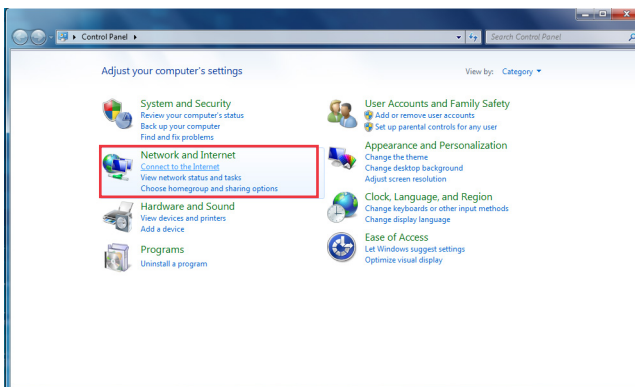 Control Panel
Search Control Panel
Adjust your computer's settings
View by: Category
System and Security
Review your computer's status
Back up your computer
Find and fix problems
Network and Internet
Connect to the Internet
View network status and tasks
Choose homegroup and sharing options
Hardware and Sound
View devices and printers
Add a device
Programs
Uninstall a program
User Accounts and Family Safety
Add or remove user accounts
Set up parental controls for any user
Appearance and Personalization
Change the theme
Change desktop background
Adjust screen resolution
Clock, Language, and Region
Change keyboards or other input methods
Change display language
Ease of Access
Let Windows suggest settings
Optimize visual display